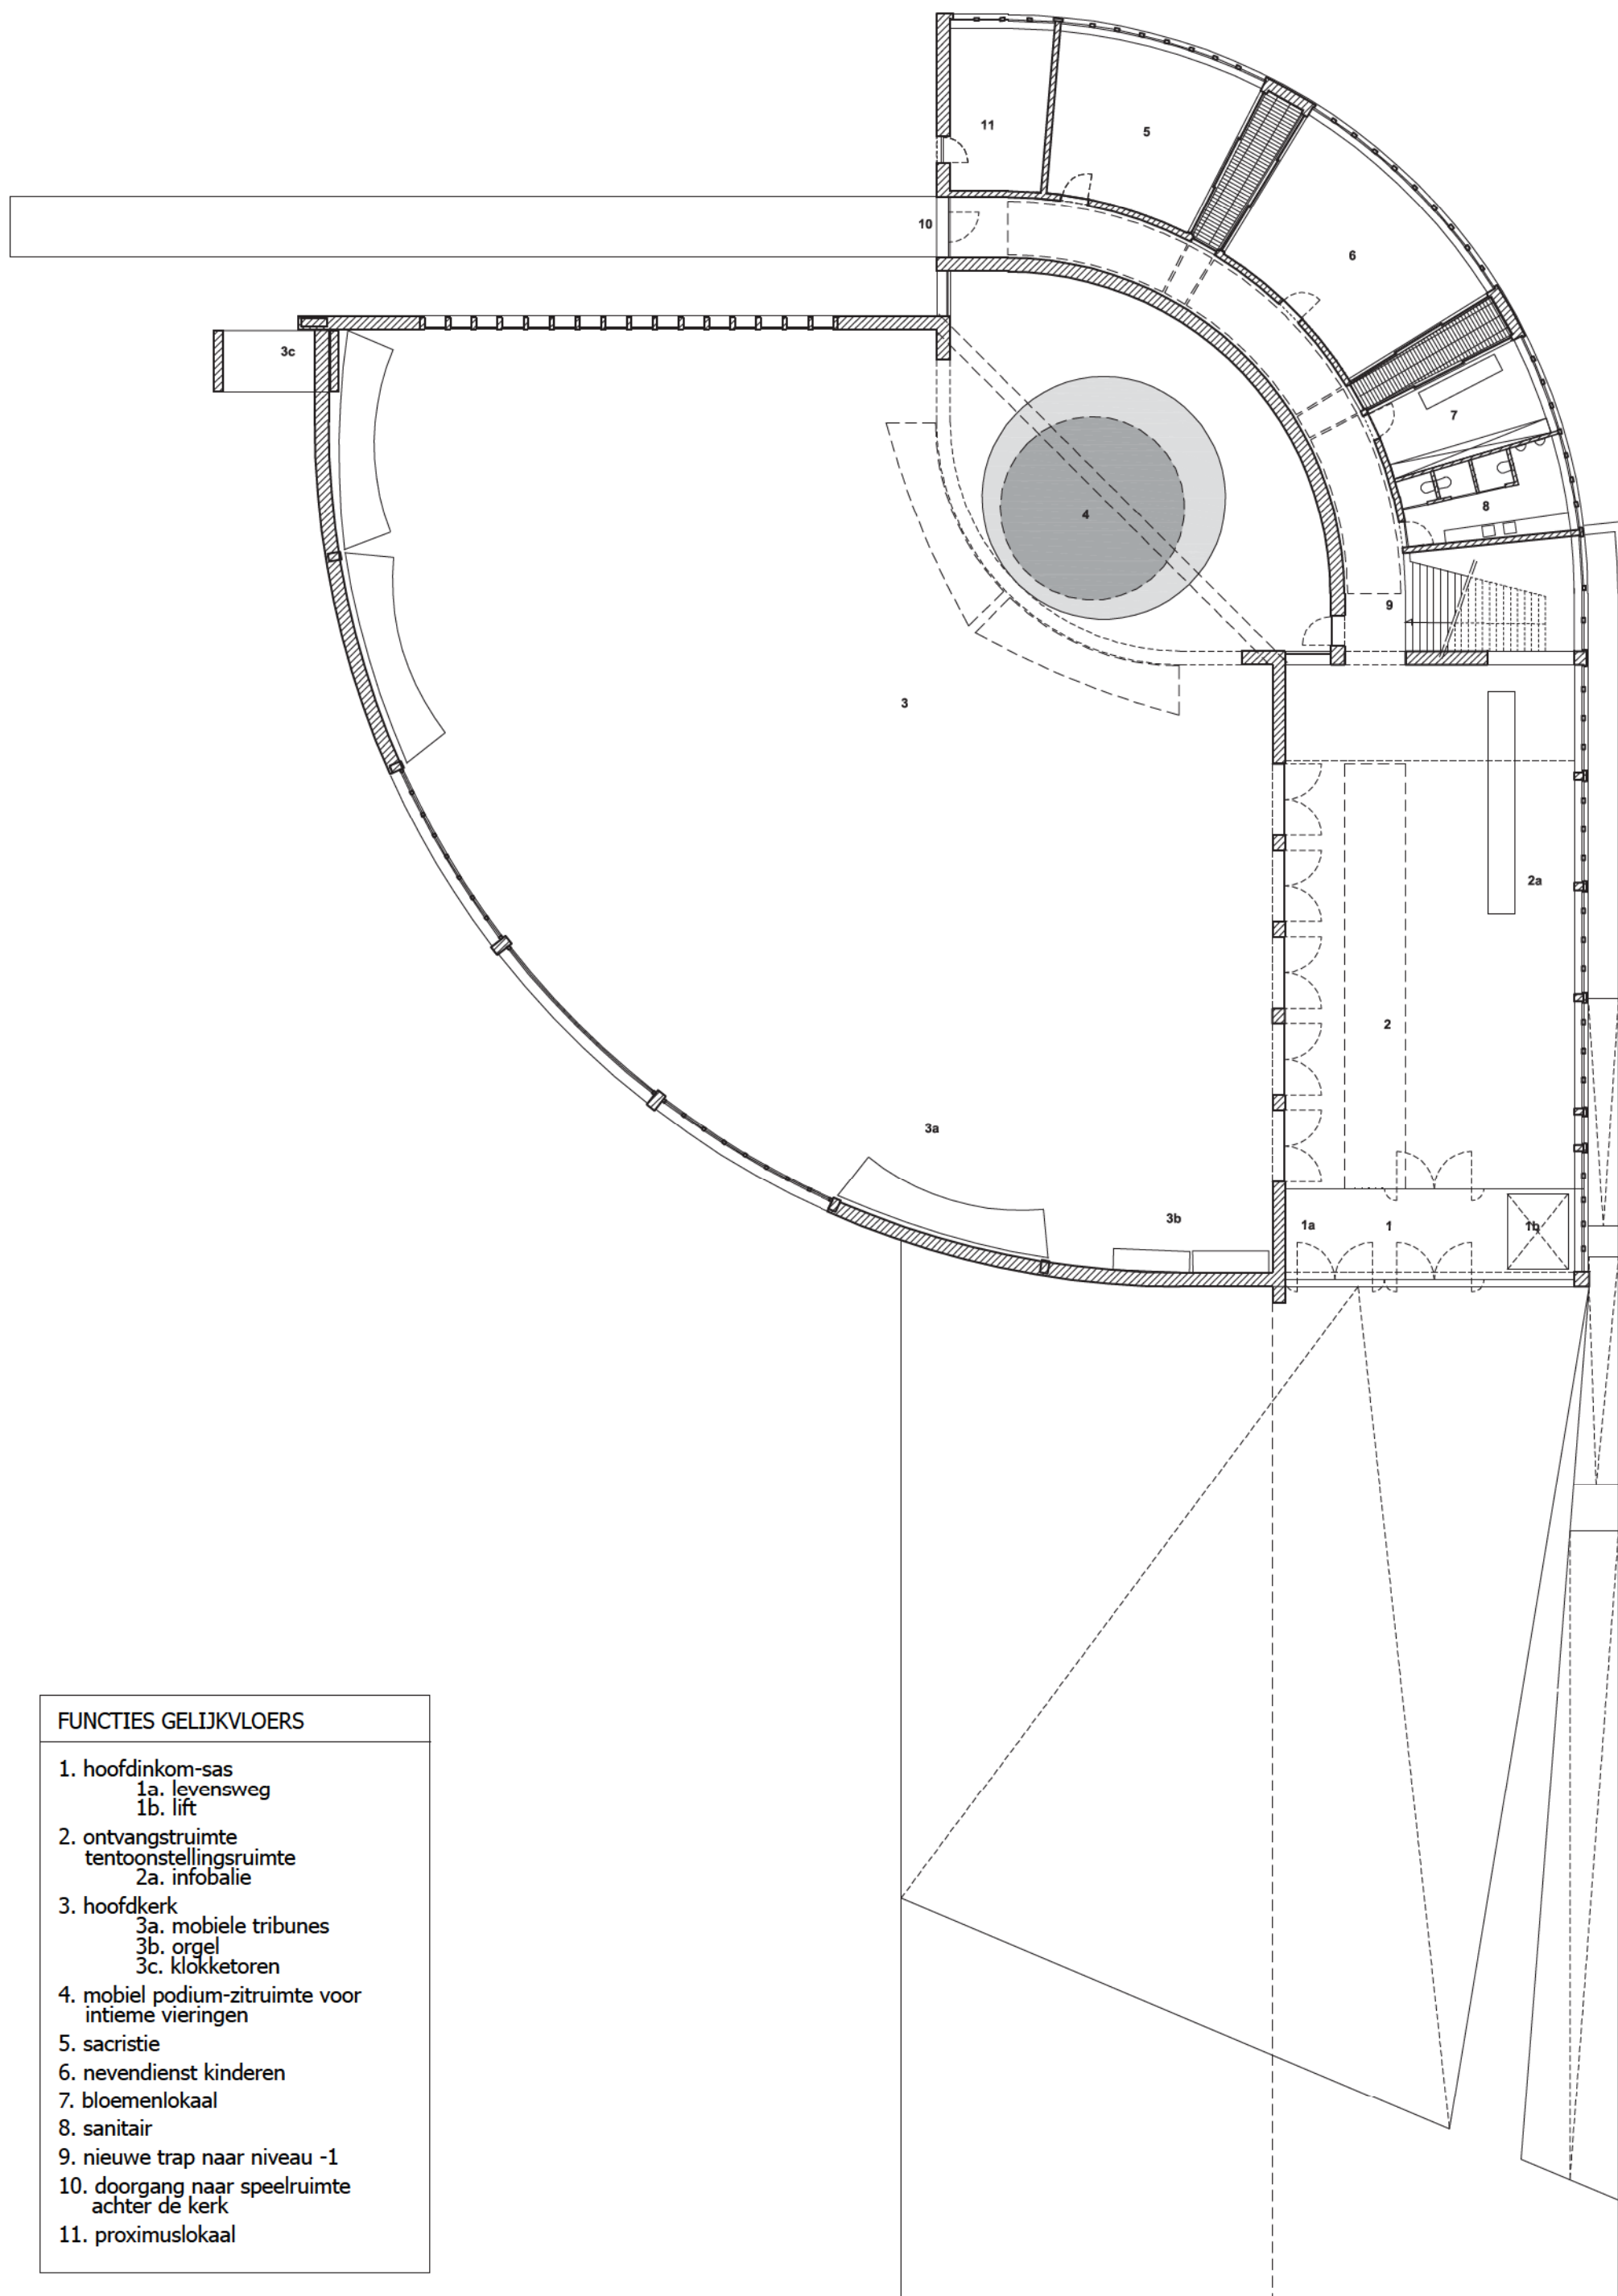 11
5
10
6
3c
7
8
4
9
3
2a
2
3a
3b
1a
1
1b
FUNCTIES GELIJKVLOERS
1. hoofdinkom-sas
1a. levensweg
1b. lift
2. ontvangstruimte
tentoonstellingsruimte
2a. infobalie
3. hoofdkerk
3a. mobiele tribunes
3b. orgel
3c. klokketoren
4. mobiel podium-zitruimte voor
intieme vieringen
5. sacristie
6. nevendienst kinderen
7. bloemenlokaal
8. sanitair
9. nieuwe trap naar niveau -1
10. doorgang naar speelruimte
achter de kerk
11. proximuslokaal